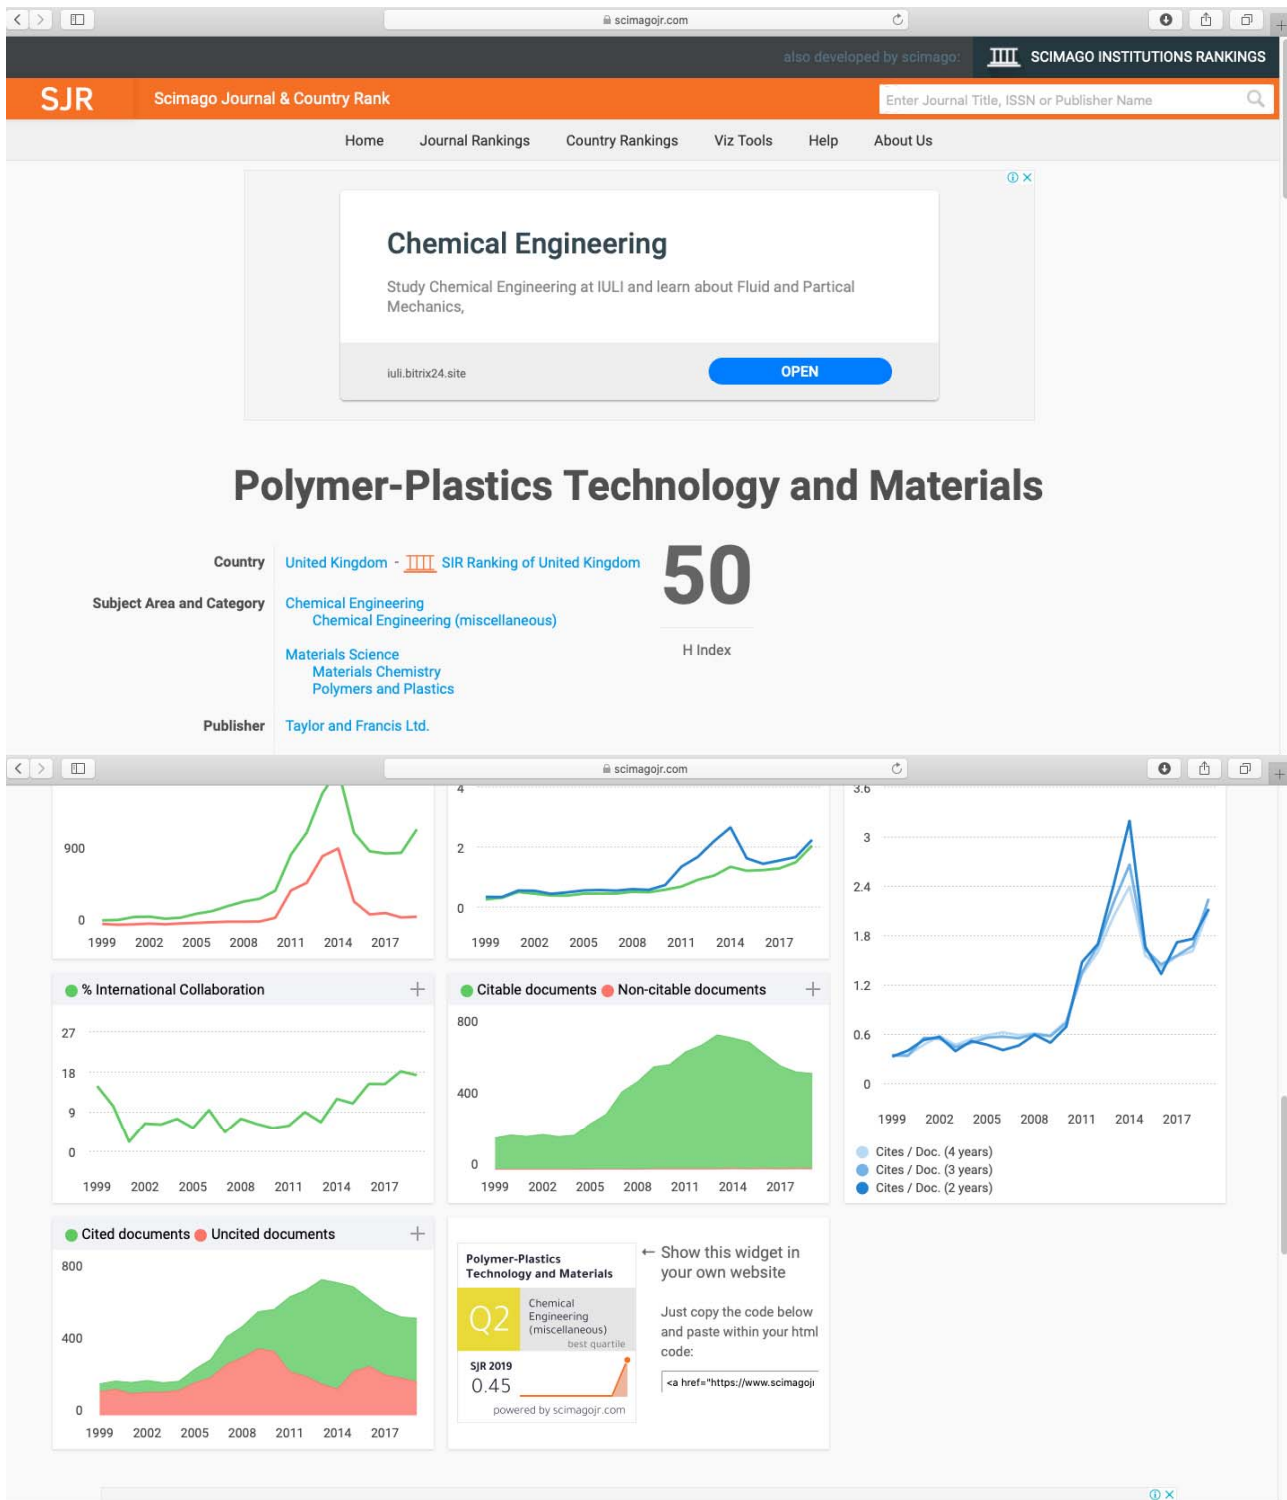 scimagojr.com
also developed by scimago:
SCIMAGO INSTITUTIONS RANKINGS
SJR
Scimago Journal & Country Rank
Enter Journal Title, ISSN or Publisher Name
Home Journal Rankings Country Rankings Viz Tools Help About Us
Chemical Engineering
Study Chemical Engineering at IULI and learn about Fluid and Partical
Mechanics,
iuli.bitrix24.site
OPEN
Polymer-Plastics Technology and Materials
Country
United Kingdom - SIR Ranking of United Kingdom
Subject Area and Category
Chemical Engineering
Chemical Engineering (miscellaneous)
Materials Science
Materials Chemistry
Polymers and Plastics
Publisher
Taylor and Francis Ltd.
50
H Index
scimagojr.com
900
0
1999 2002 2005 2008 2011 2014 2017
4
2
0
1999 2002 2005 2008 2011 2014 2017
3.6
3
2.4
1.8
1.2
0.6
0
1999 2002 2005 2008 2011 2014 2017
Cites / Doc. (4 years)
Cites / Doc. (3 years)
Cites / Doc. (2 years)
% International Collaboration
27
18
9
0
1999 2002 2005 2008 2011 2014 2017
Citable documents Non-citable documents
800
400
0
1999 2002 2005 2008 2011 2014 2017
Cited documents Uncited documents
800
400
0
1999 2002 2005 2008 2011 2014 2017
Polymer-Plastics
Technology and Materials
Q2
Chemical
Engineering
(miscellaneous)
best quartile
SJR 2019
0.45
powered by scimagojr.com
← Show this widget in
your own website
Just copy the code below
and paste within your html
code:
<a href="https://www.scimagoj